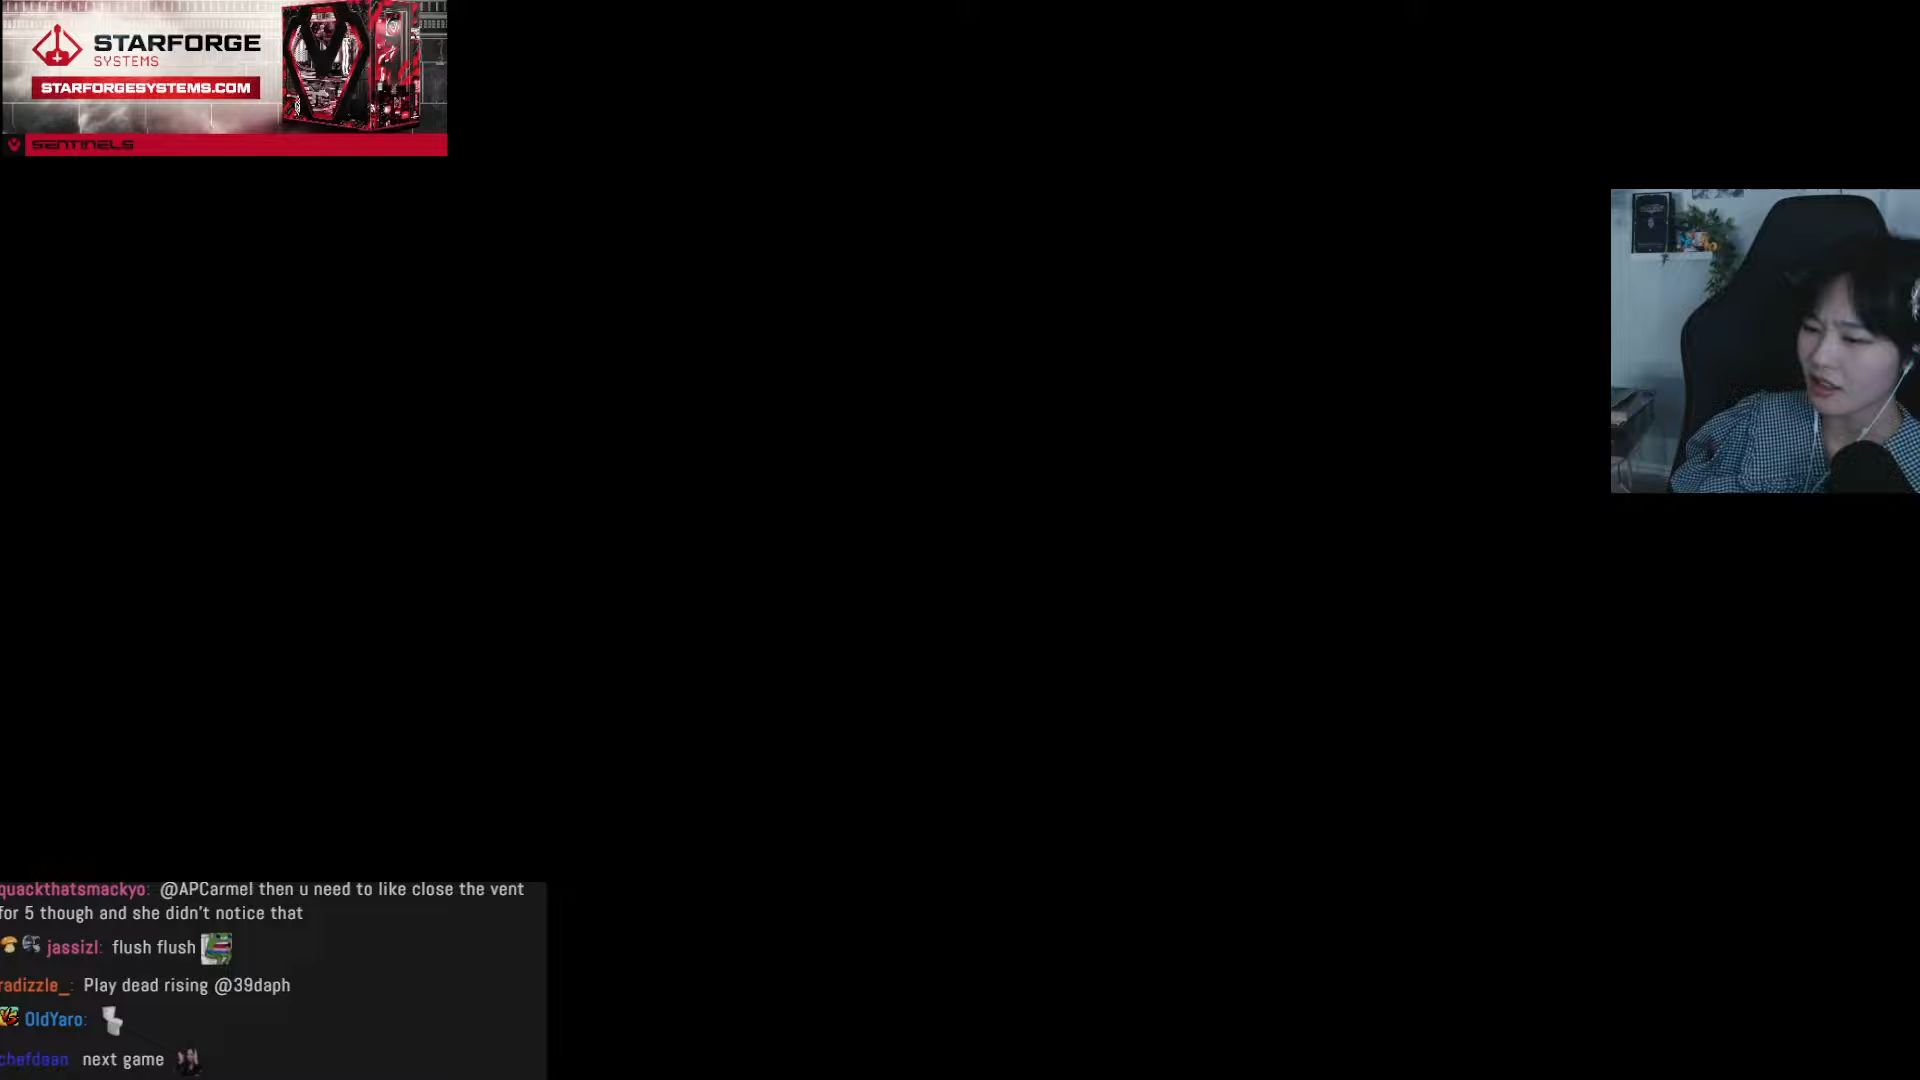 STARFORGE
SYSTEMS
STARFORGESYSTEMS.COM
SENTINELS
quackthatsmackyo: @APCarmel then u need to like close the vent
for 5 though and she didn't notice that
jassizl: flush flush
radizzle_: Play dead rising @39daph
OldYaro:
chefdaan next game